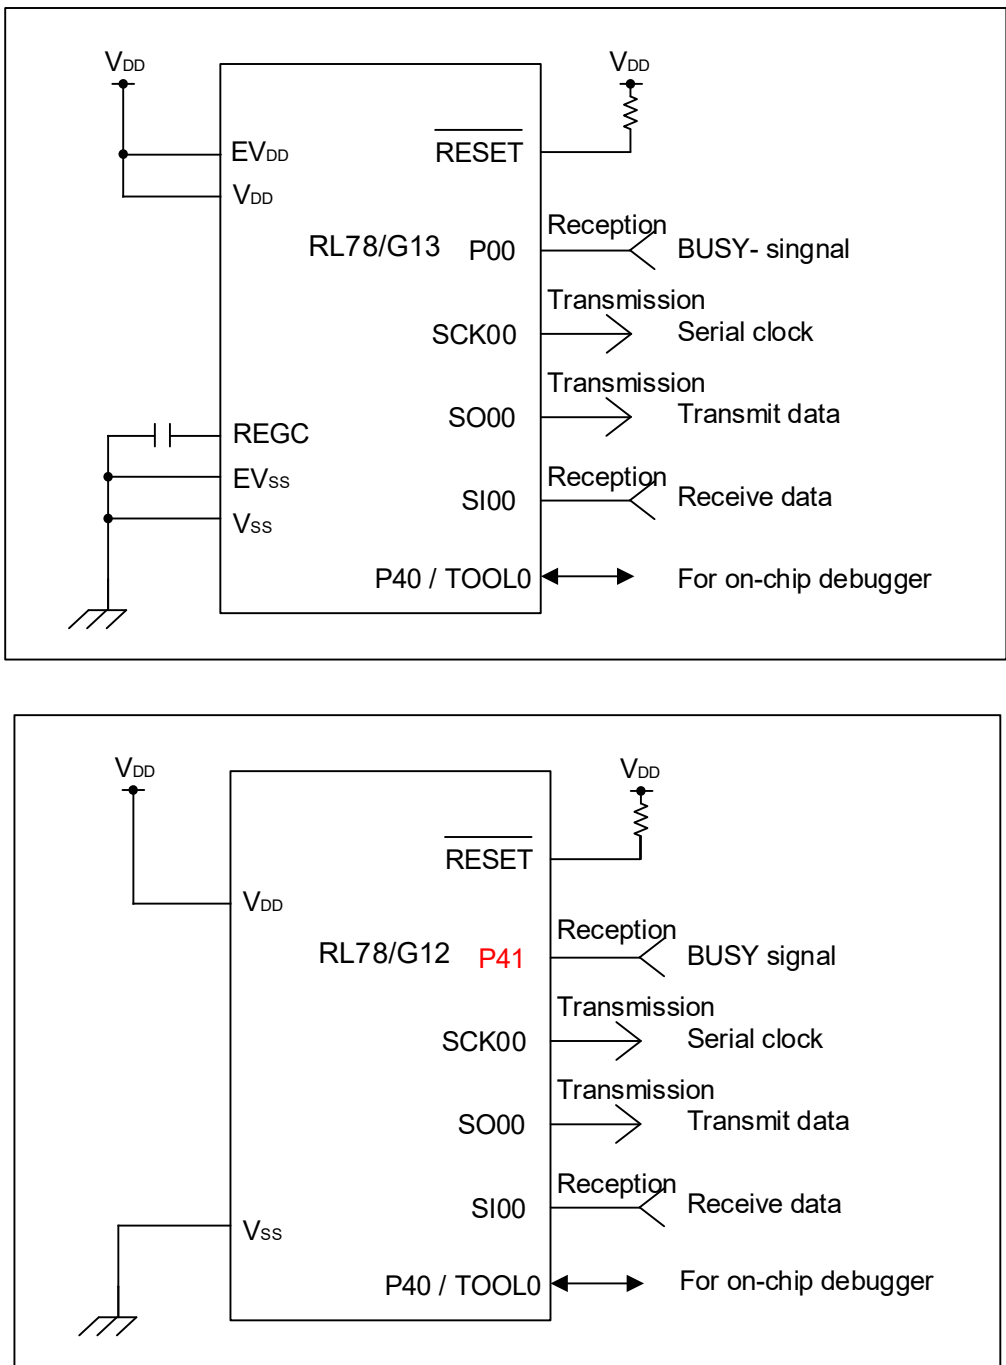 VDD
VDD
EVDD
RESET
VDD
Reception
RL78/G13
P00
BUSY- singnal
Transmission
SCK00
Serial clock
Transmission
SO00
Transmit data
REGC
Reception
EVss
SI00
Receive data
Vss
P40 / TOOL0
For on-chip debugger
VDD
VDD
RESET
VDD
Reception
RL78/G12
P41
BUSY signal
Transmission
SCK00
Serial clock
Transmission
SO00
Transmit data
Reception
SI00
Receive data
Vss
P40 / TOOL0
For on-chip debugger